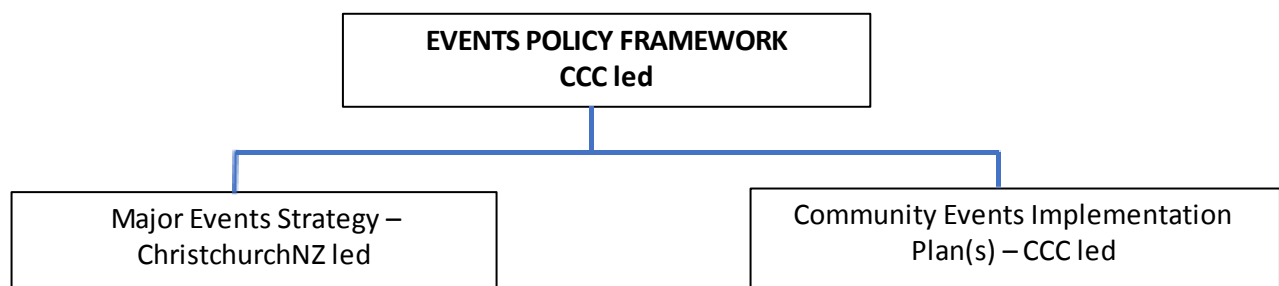 EVENTS POLICY FRAMEWORK
CCC led
Major Events Strategy –
ChristchurchNZ led
Community Events Implementation
Plan(s) – CCC led